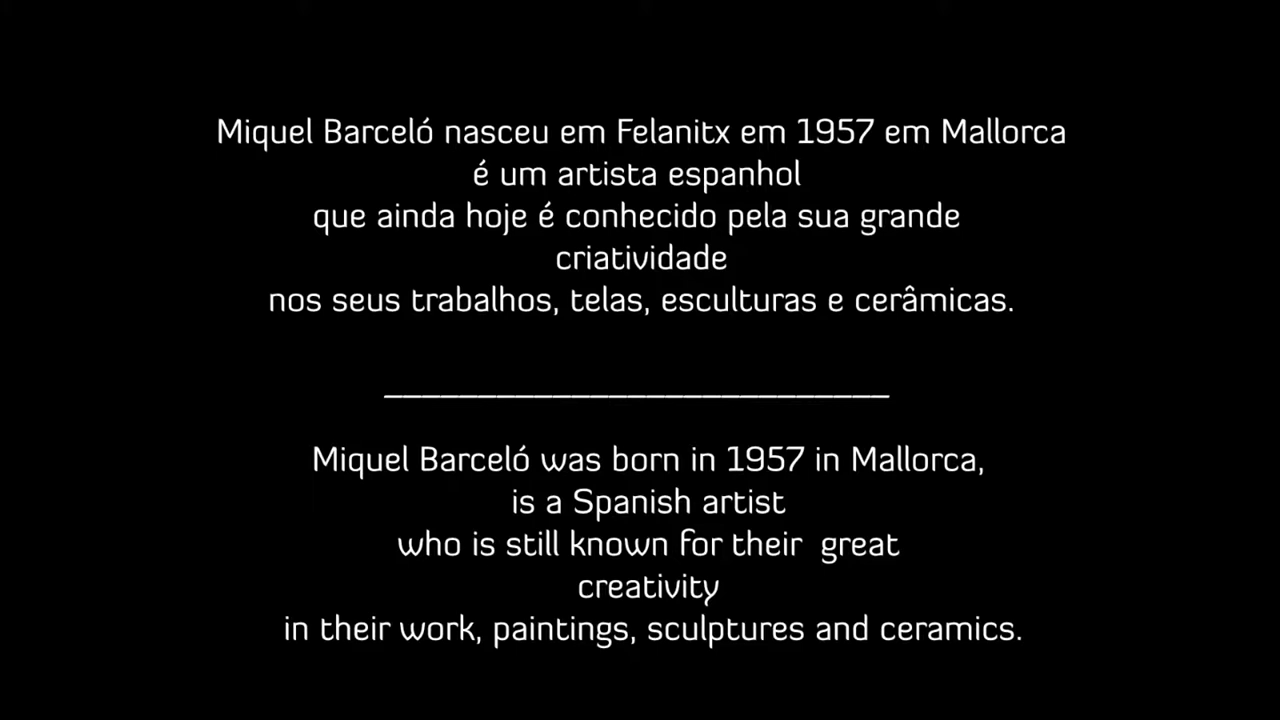 Miquel Barceló nasceu em Felanitx em 1957 em Mallorca
é um artista espanhol
que ainda hoje é conhecido pela sua grande
criatividade
nos seus trabalhos, telas, esculturas e cerâmicas.
___________________________
Miquel Barceló was born in 1957 in Mallorca,
is a Spanish artist
who is still known for their  great
creativity
in their work, paintings, sculptures and ceramics.